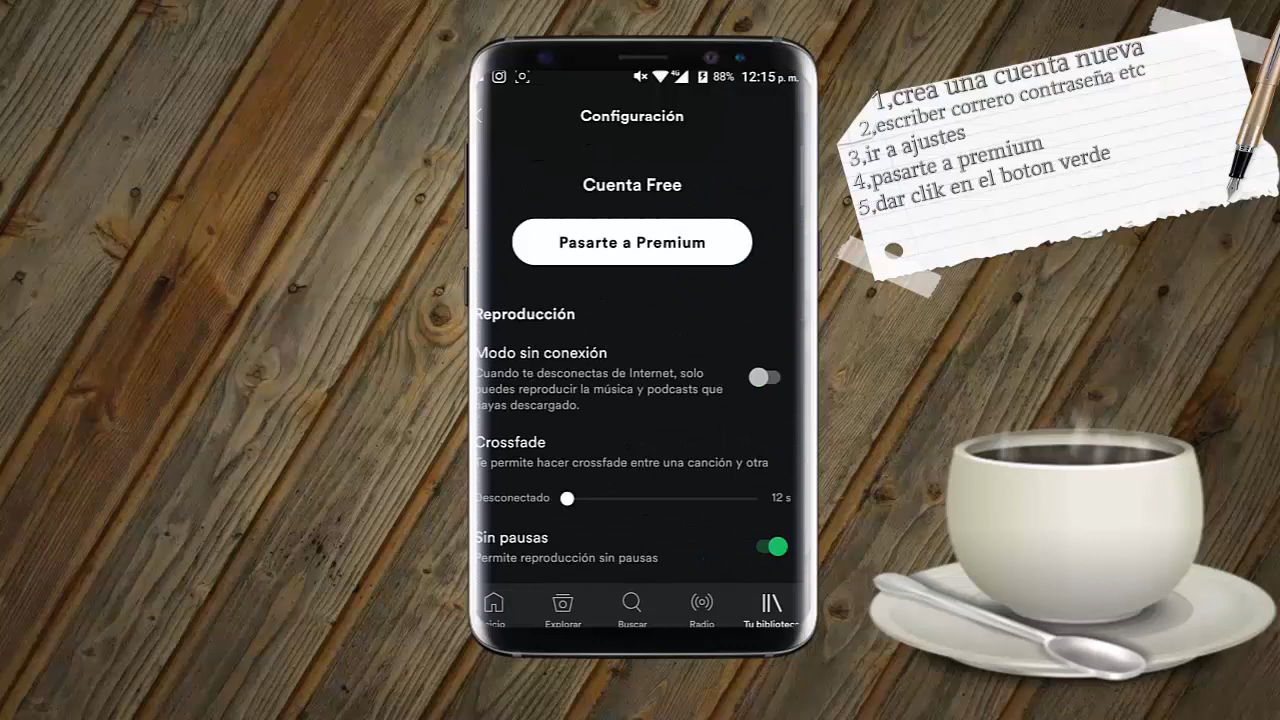 88% 12:15 p. m.
Configuración
Cuenta Free
Pasarte a Premium
Reproducción
Modo sin conexión
Cuando te desconectas de Internet, solo
puedes reproducir la música y podcasts que
hayas descargado.
Crossfade
Te permite hacer crossfade entre una canción y otra
Desconectado 12 s
Sin pausas
Permite reproducción sin pausas
Inicio Explorar Buscar Radio Tu biblioteca
1,crea una cuenta nueva
2,escriber correro contraseña etc
3,ir a ajustes
4,pasarte a premium
5,dar clik en el boton verde